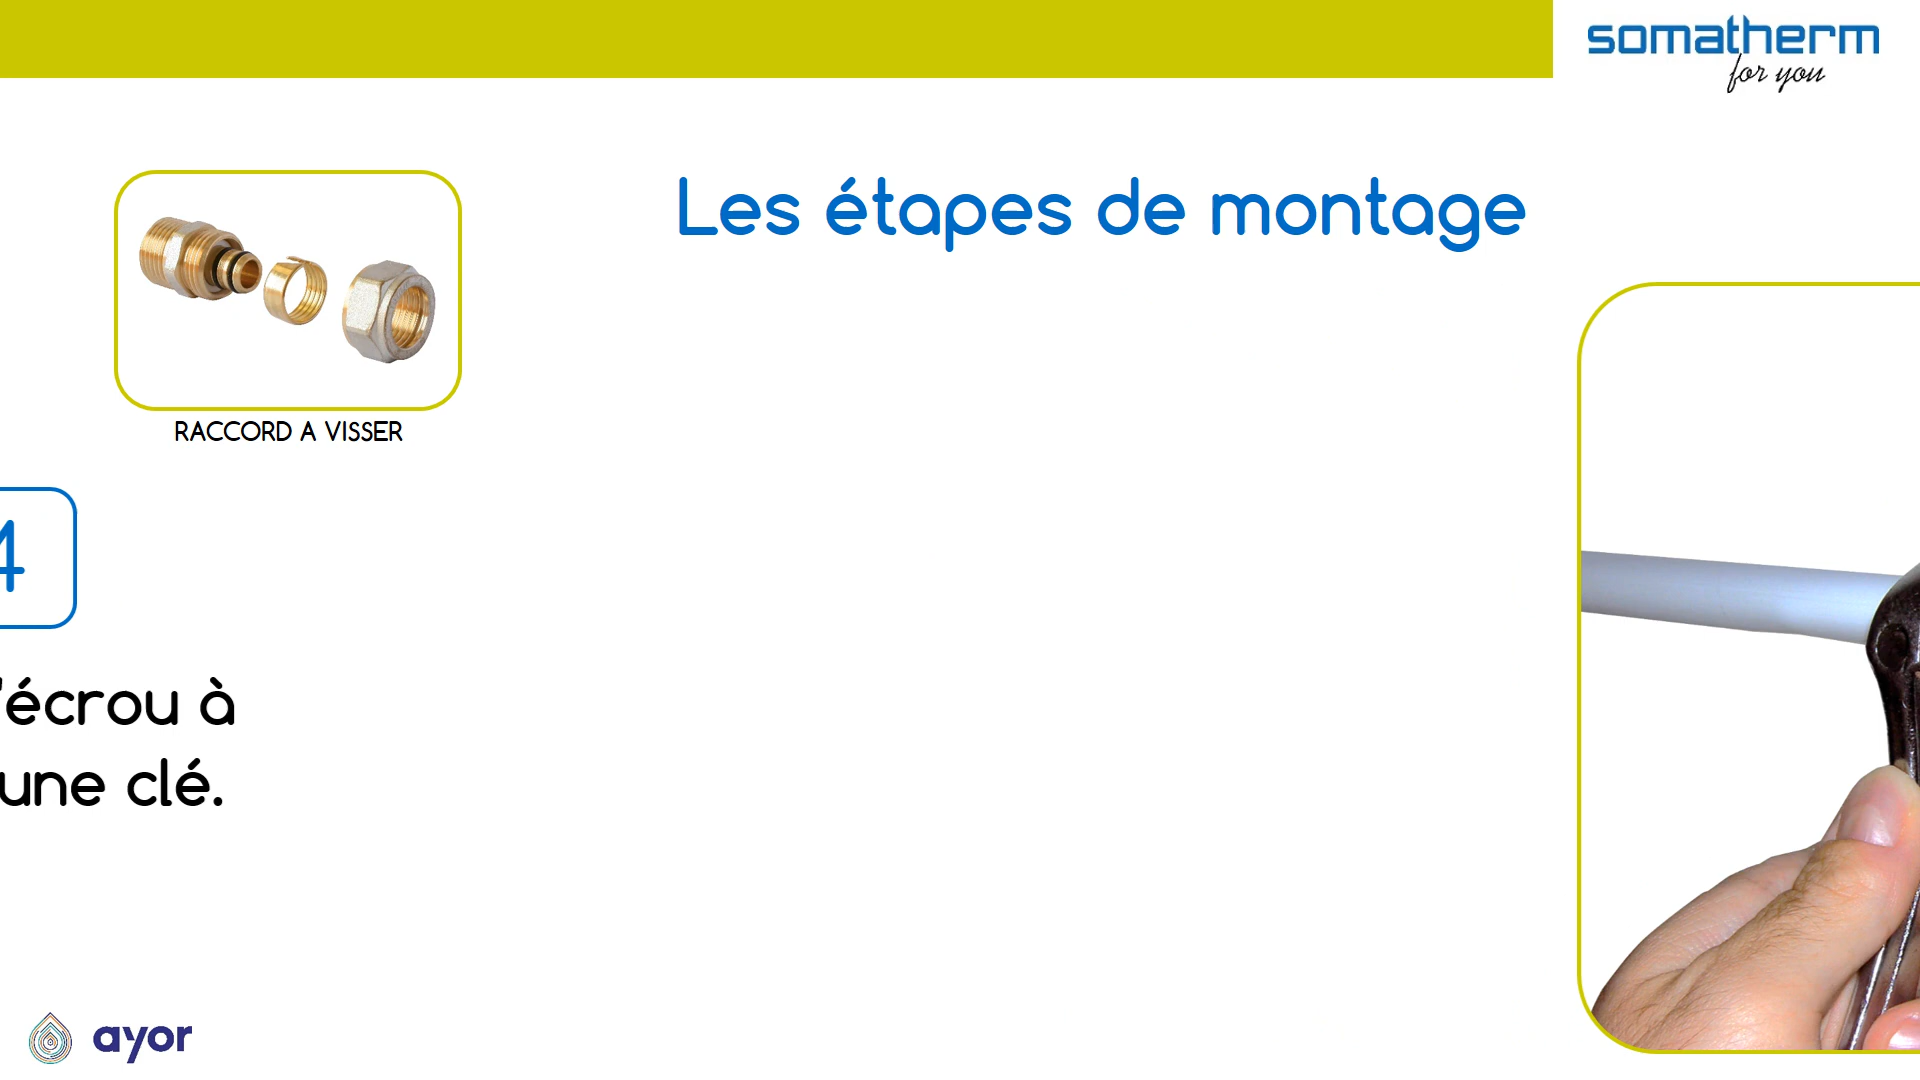 somatherm
for you
Les étapes de montage
RACCORD A VISSER
4
'écrou à
une clé.
ayor